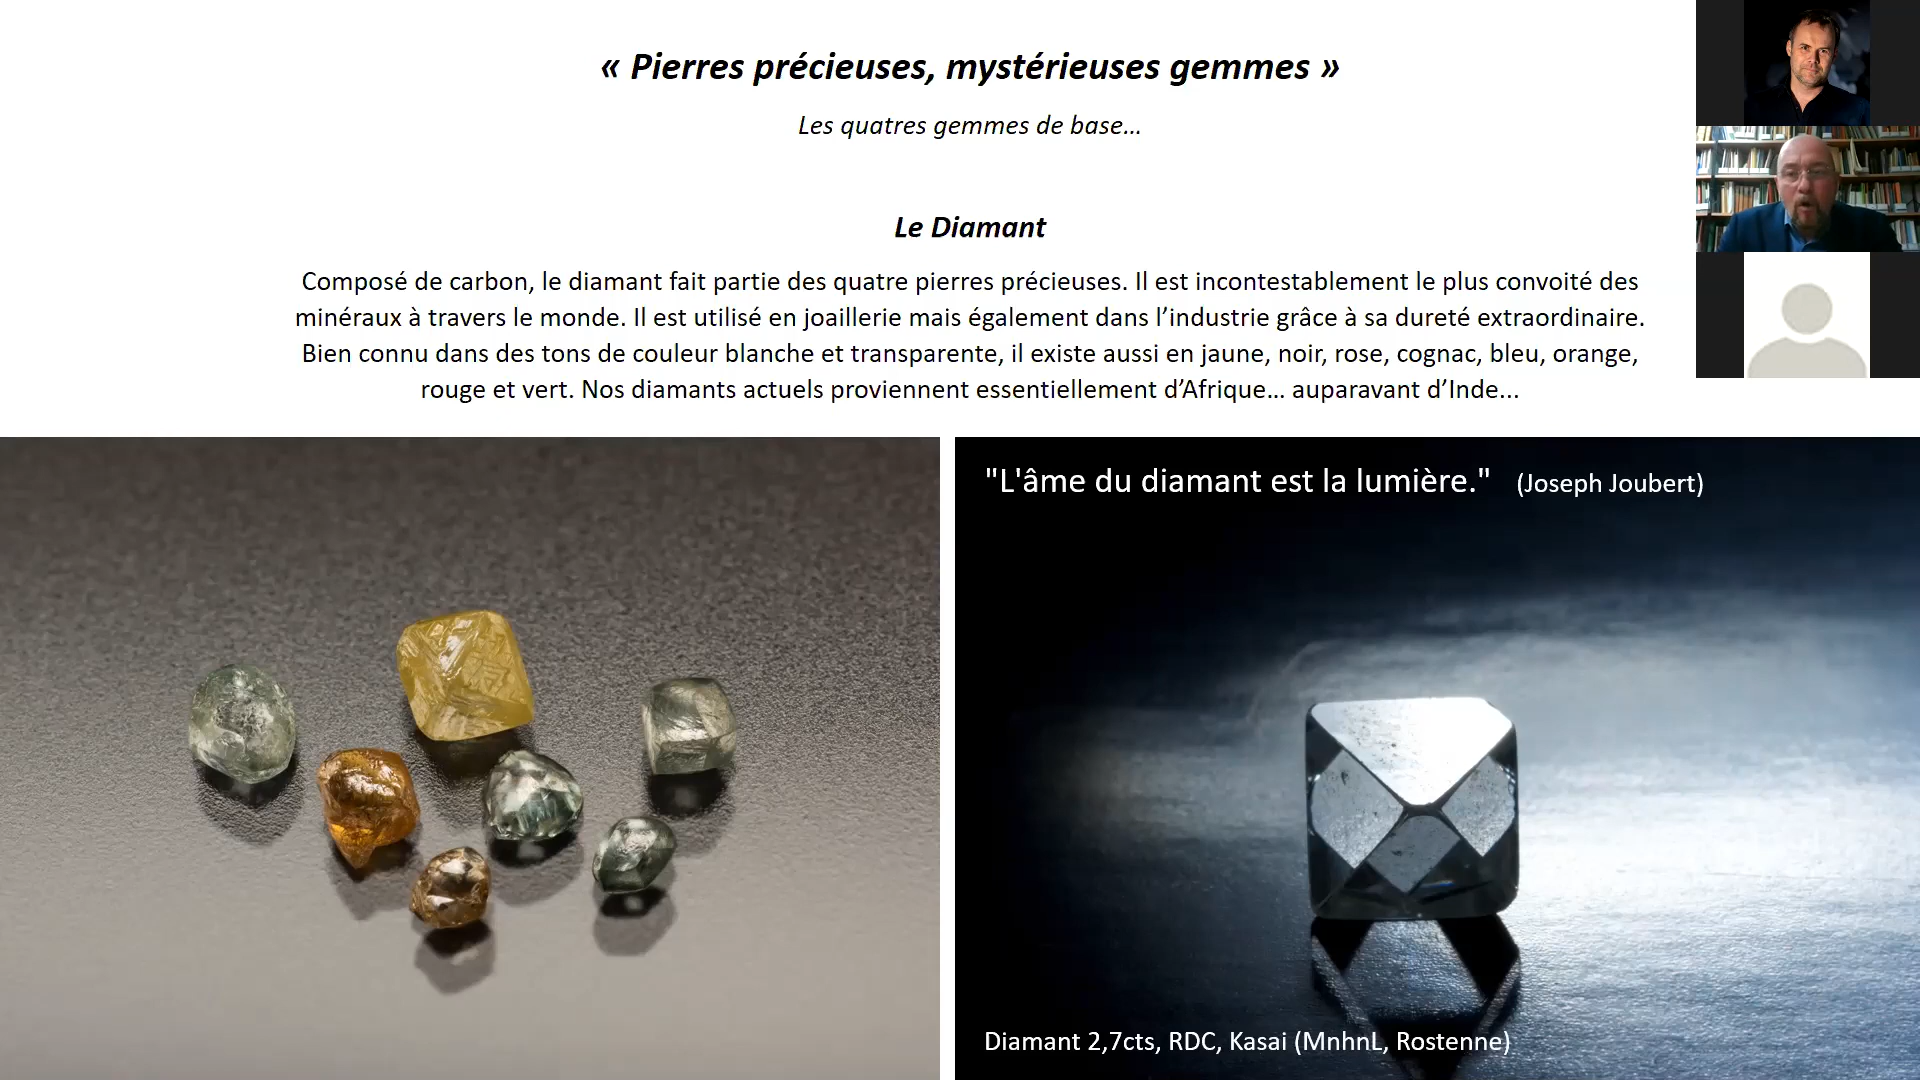 « Pierres précieuses, mystérieuses gemmes »
Les quatres gemmes de base...
Le Diamant
Composé de carbon, le diamant fait partie des quatre pierres précieuses. Il est incontestablement le plus convoité des
minéraux à travers le monde. Il est utilisé en joaillerie mais également dans l’industrie grâce à sa dureté extraordinaire.
Bien connu dans des tons de couleur blanche et transparente, il existe aussi en jaune, noir, rose, cognac, bleu, orange,
rouge et vert. Nos diamants actuels proviennent essentiellement d’Afrique... auparavant d’Inde...
"L'âme du diamant est la lumière." (Joseph Joubert)
Diamant 2,7cts, RDC, Kasai (MnhnL, Rostenne)